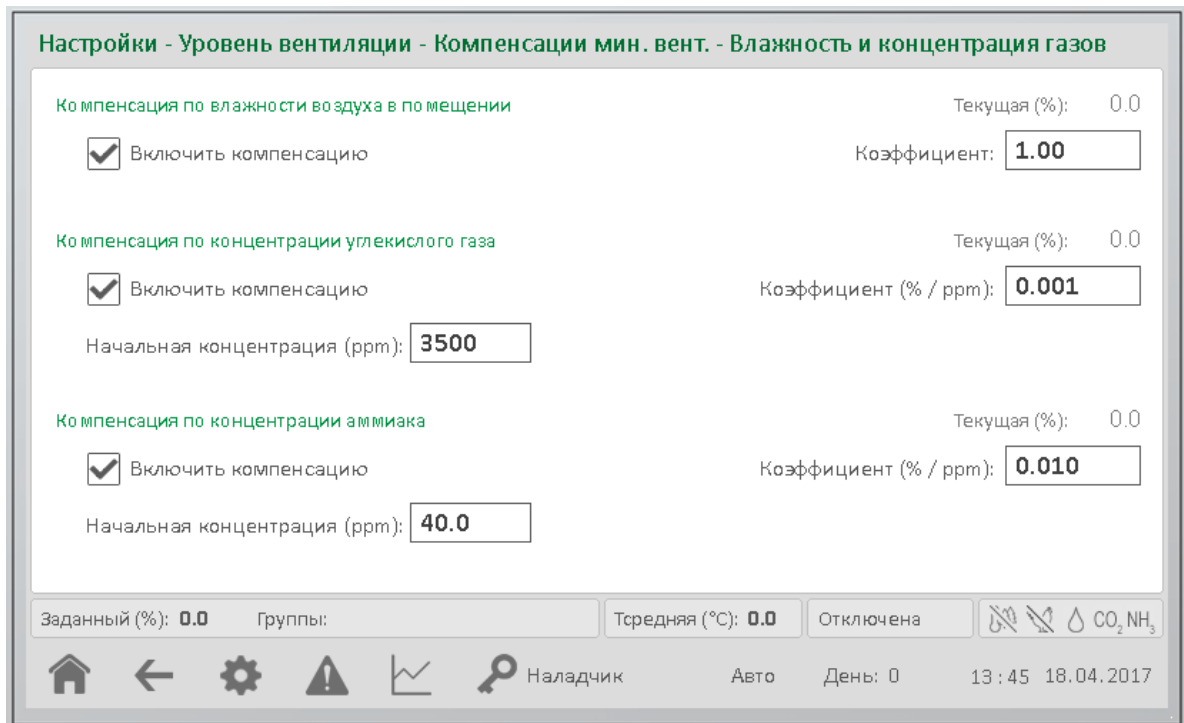 Настройки - Уровень вентиляции - Компенсации мин. вент. - Влажность и концентрация газов
Компенсация по влажности воздуха в помещении Текущая (%): 0.0
Включить компенсацию Коэффициент: 1.00
Компенсация по концентрации углекислого газа Текущая (%): 0.0
Включить компенсацию Коэффициент (% / ppm): 0.001
Начальная концентрация (ppm): 3500
Компенсация по концентрации аммиака Текущая (%): 0.0
Включить компенсацию Коэффициент (% / ppm): 0.010
Начальная концентрация (ppm): 40.0
Заданный (%): 0.0 Группы: Tсредняя (°C): 0.0 Отключена CO₂ NH₃
Наладчик Авто День: 0 13:45 18.04.2017